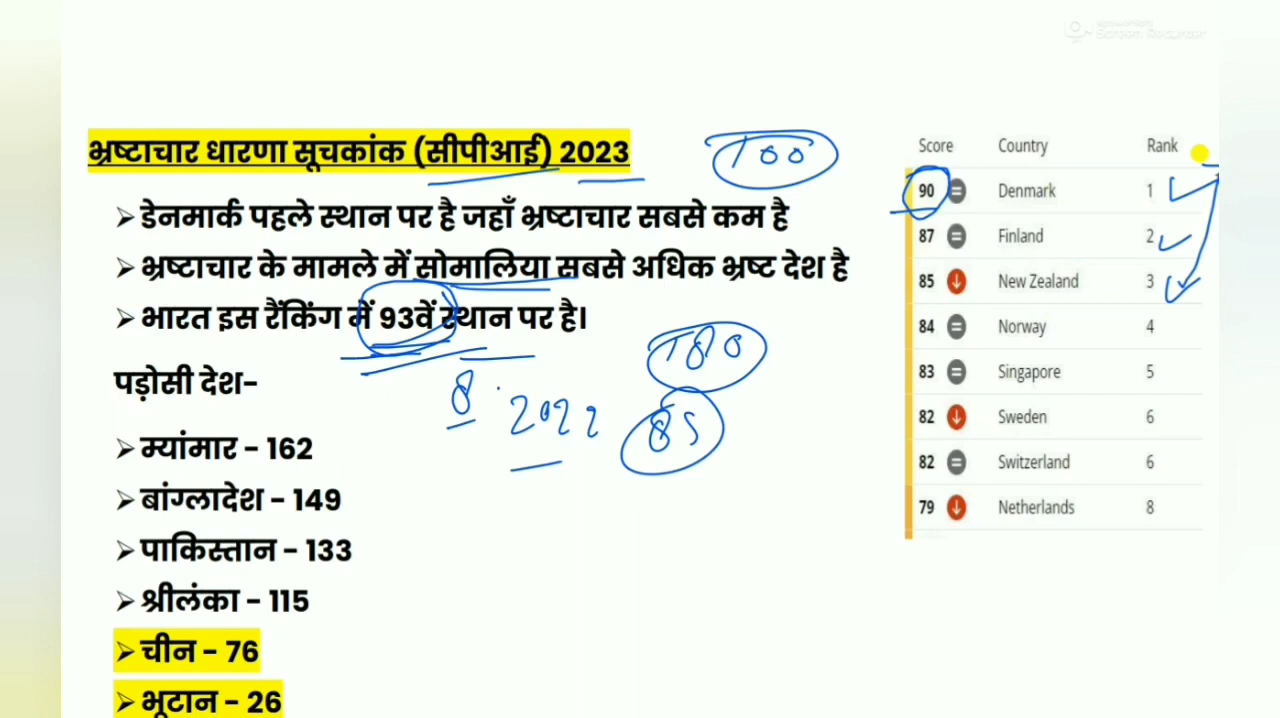 भ्रष्टाचार धारणा सूचकांक (सीपीआई) 2023
100
➢ डेनमार्क पहले स्थान पर है जहाँ भ्रष्टाचार सबसे कम है
➢ भ्रष्टाचार के मामले में सोमालिया सबसे अधिक भ्रष्ट देश है
➢ भारत इस रैंकिंग में 93वें स्थान पर है।
180
8 2022 85
पड़ोसी देश-
➢ म्यांमार - 162
➢ बांग्लादेश - 149
➢ पाकिस्तान - 133
➢ श्रीलंका - 115
➢ चीन - 76
➢ भूटान - 26
Screen Recorder
Score Country Rank
90 Denmark 1
87 Finland 2
85 New Zealand 3
84 Norway 4
83 Singapore 5
82 Sweden 6
82 Switzerland 6
79 Netherlands 8